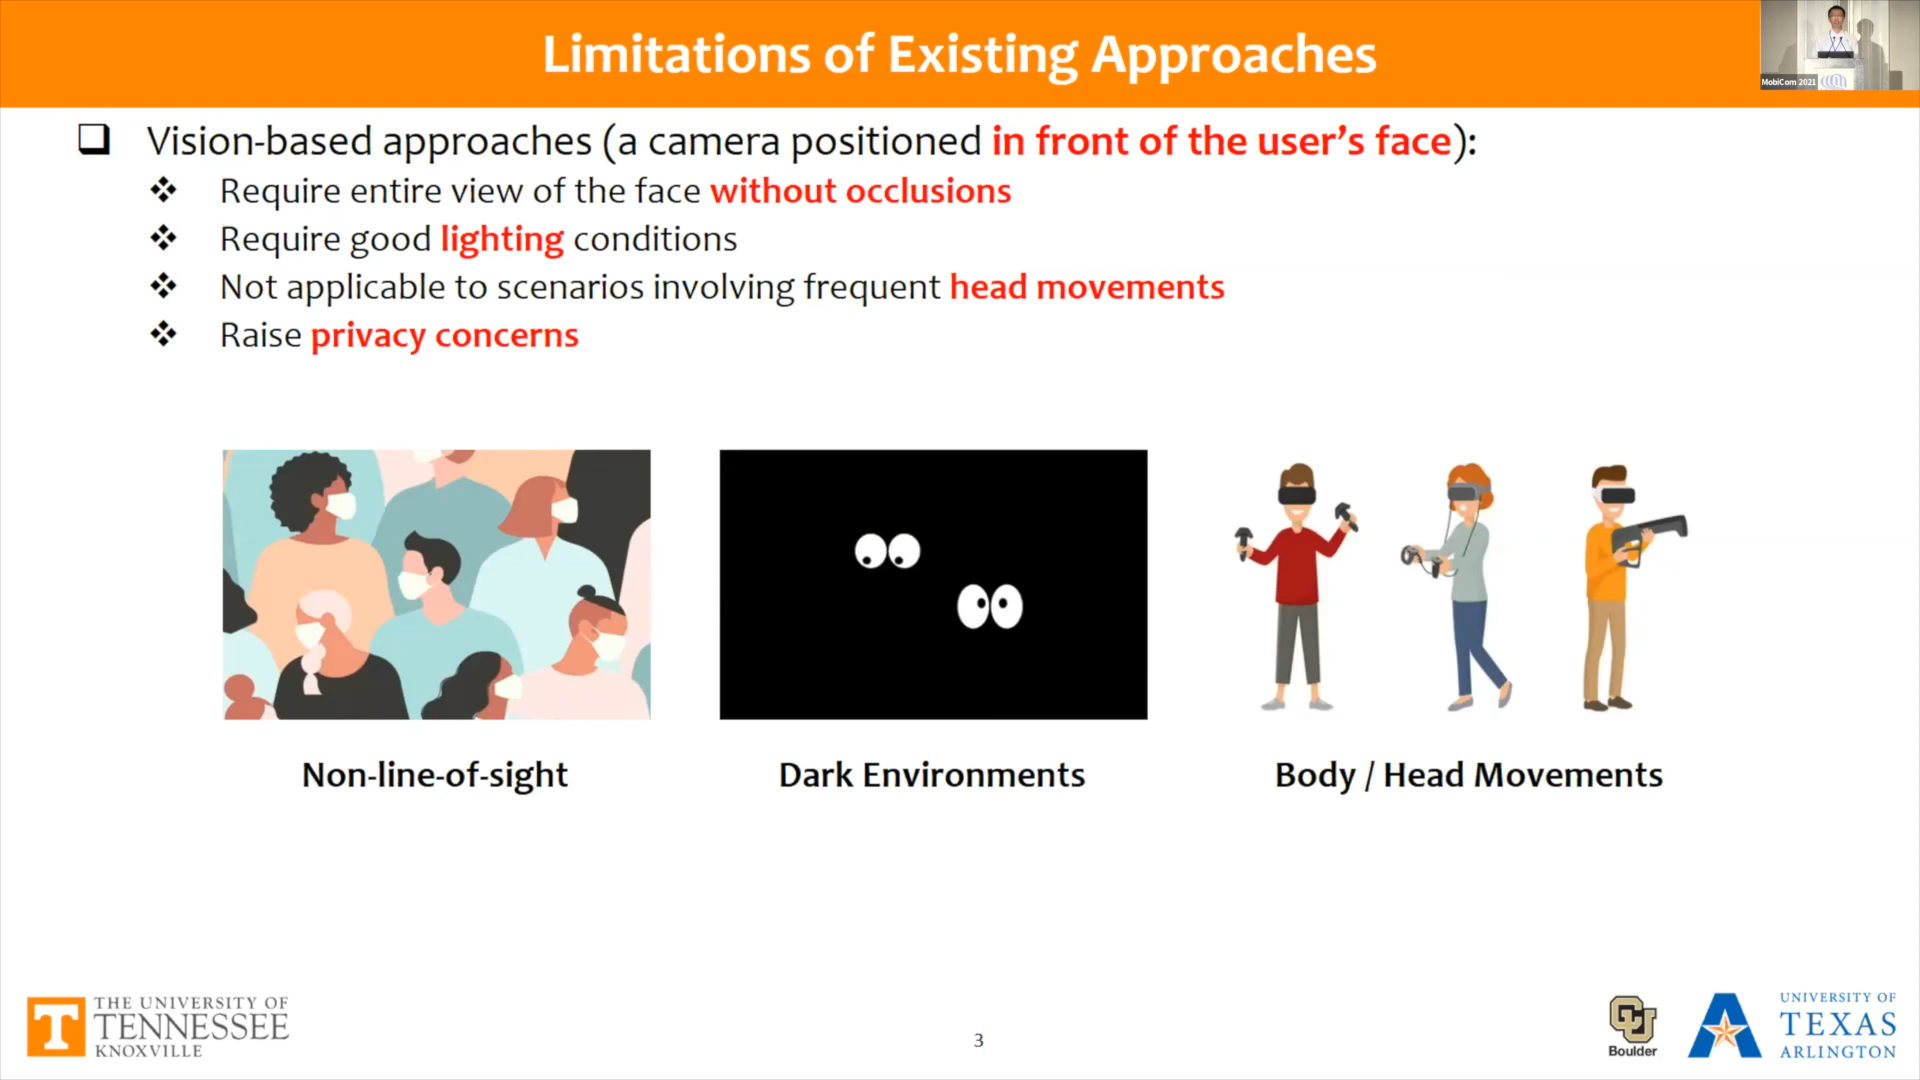 Limitations of Existing Approaches
MobiCom 2021
Vision-based approaches (a camera positioned in front of the user's face):
Require entire view of the face without occlusions
Require good lighting conditions
Not applicable to scenarios involving frequent head movements
Raise privacy concerns
Non-line-of-sight
Dark Environments
Body / Head Movements
THE UNIVERSITY OF
TENNESSEE
KNOXVILLE
3
CU
Boulder
UNIVERSITY OF
TEXAS
ARLINGTON